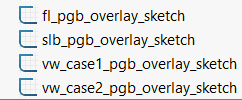 fl_pgb_overlay_sketch
slb_pgb_overlay_sketch
vw_case1_pgb_overlay_sketch
vw_case2_pgb_overlay_sketch